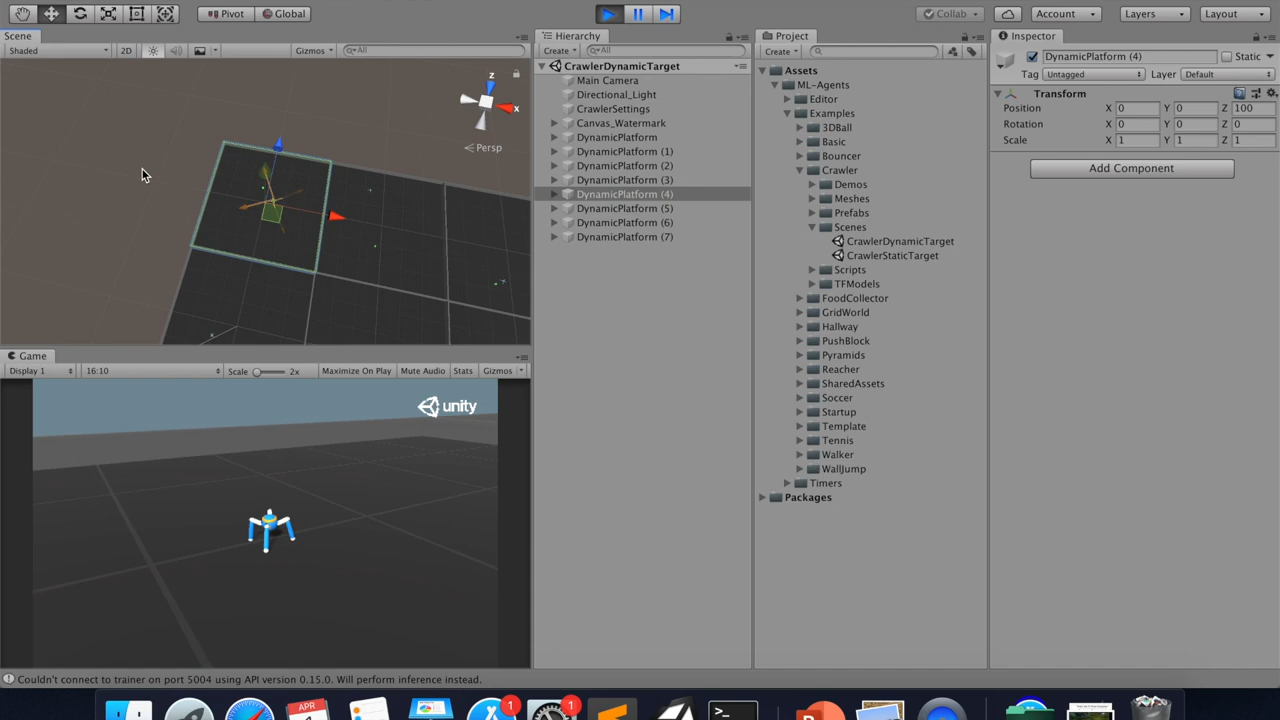 Pivot Global Collab Account Layers Layout
Scene
Shaded 2D Gizmos All
z
x
Persp
Game
Display 1 16:10 Scale 2x Maximize On Play Mute Audio Stats Gizmos
unity
Hierarchy
Create All
CrawlerDynamicTarget
Main Camera
Directional_Light
CrawlerSettings
Canvas_Watermark
DynamicPlatform
DynamicPlatform (1)
DynamicPlatform (2)
DynamicPlatform (3)
DynamicPlatform (4)
DynamicPlatform (5)
DynamicPlatform (6)
DynamicPlatform (7)
Project
Create
Assets
ML-Agents
Editor
Examples
3DBall
Basic
Bouncer
Crawler
Demos
Meshes
Prefabs
Scenes
CrawlerDynamicTarget
CrawlerStaticTarget
Scripts
TFModels
FoodCollector
GridWorld
Hallway
PushBlock
Pyramids
Reacher
SharedAssets
Soccer
Startup
Template
Tennis
Walker
WallJump
Timers
Packages
Inspector
DynamicPlatform (4) Static
Tag Untagged Layer Default
Transform
Position X 0 Y 0 Z 100
Rotation X 0 Y 0 Z 0
Scale X 1 Y 1 Z 1
Add Component
Couldn't connect to trainer on port 5004 using API version 0.15.0. Will perform inference instead.
APR
1
1